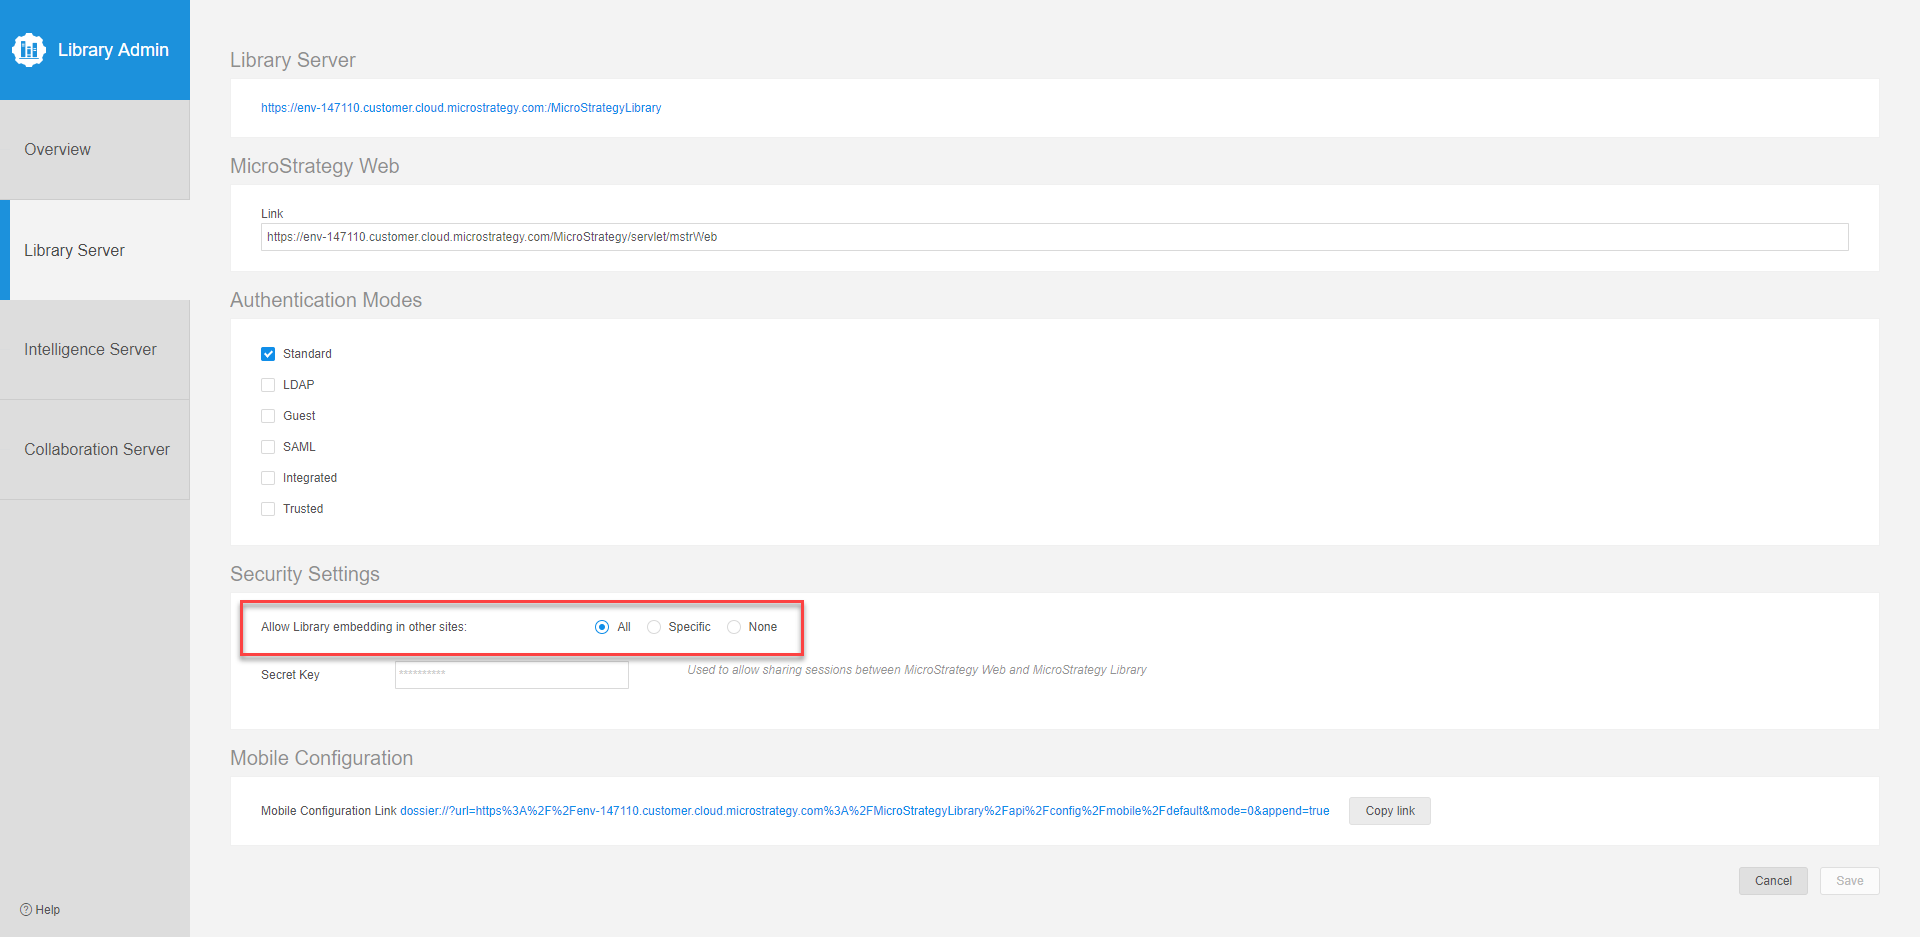 Library Admin
Overview
Library Server
Intelligence Server
Collaboration Server
Help
Library Server
https://env-147110.customer.cloud.microstrategy.com:/MicroStrategyLibrary
MicroStrategy Web
Link
https://env-147110.customer.cloud.microstrategy.com/MicroStrategy/servlet/mstrWeb
Authentication Modes
Standard
LDAP
Guest
SAML
Integrated
Trusted
Security Settings
Allow Library embedding in other sites: All Specific None
Secret Key ********** Used to allow sharing sessions between MicroStrategy Web and MicroStrategy Library
Mobile Configuration
Mobile Configuration Link dossier://?url=https%3A%2F%2Fenv-147110.customer.cloud.microstrategy.com%3A%2FMicroStrategyLibrary%2Fapi%2Fconfig%2Fmobile%2Fdefault&mode=0&append=true Copy link
Cancel Save